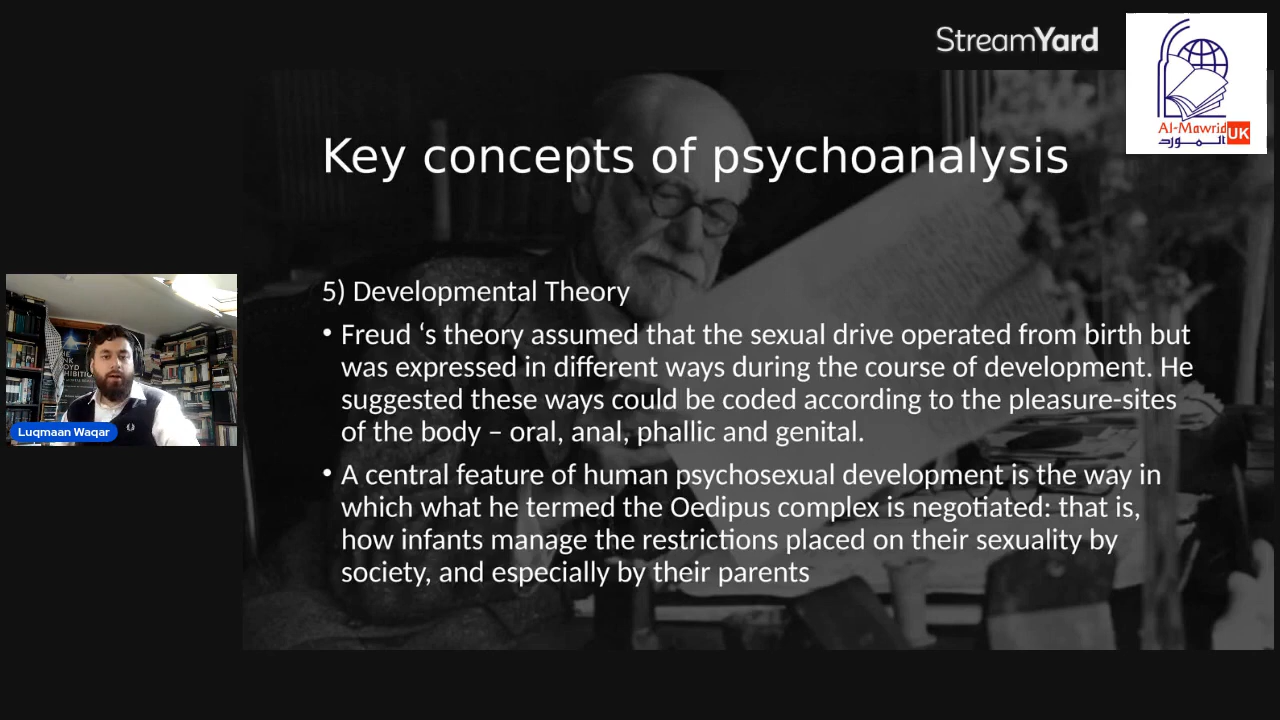 StreamYard
Al-Mawrid UK
المورد
Key concepts of psychoanalysis
5) Developmental Theory
• Freud ‘s theory assumed that the sexual drive operated from birth but
was expressed in different ways during the course of development. He
suggested these ways could be coded according to the pleasure-sites
of the body – oral, anal, phallic and genital.
• A central feature of human psychosexual development is the way in
which what he termed the Oedipus complex is negotiated: that is,
how infants manage the restrictions placed on their sexuality by
society, and especially by their parents
Luqmaan Waqar